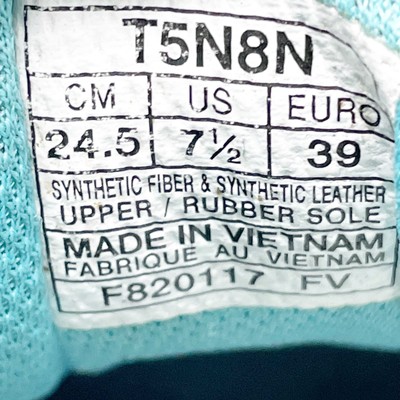 T5N8N
CM US EURO
24.5 7½ 39
SYNTHETIC FIBER & SYNTHETIC LEATHER
UPPER / RUBBER SOLE
MADE IN VIETNAM
FABRIQUE AU VIETNAM
F820117 FV